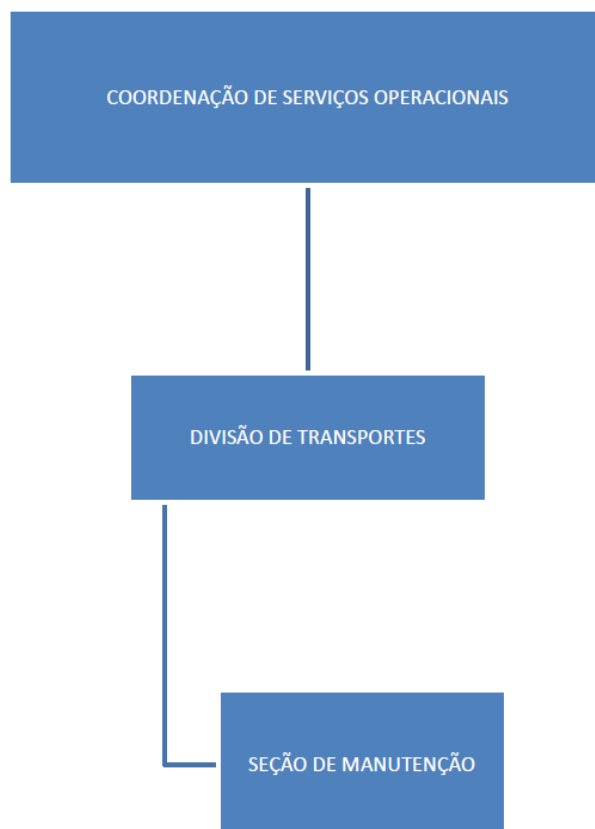 COORDENAÇÃO DE SERVIÇOS OPERACIONAIS
DIVISÃO DE TRANSPORTES
SEÇÃO DE MANUTENÇÃO